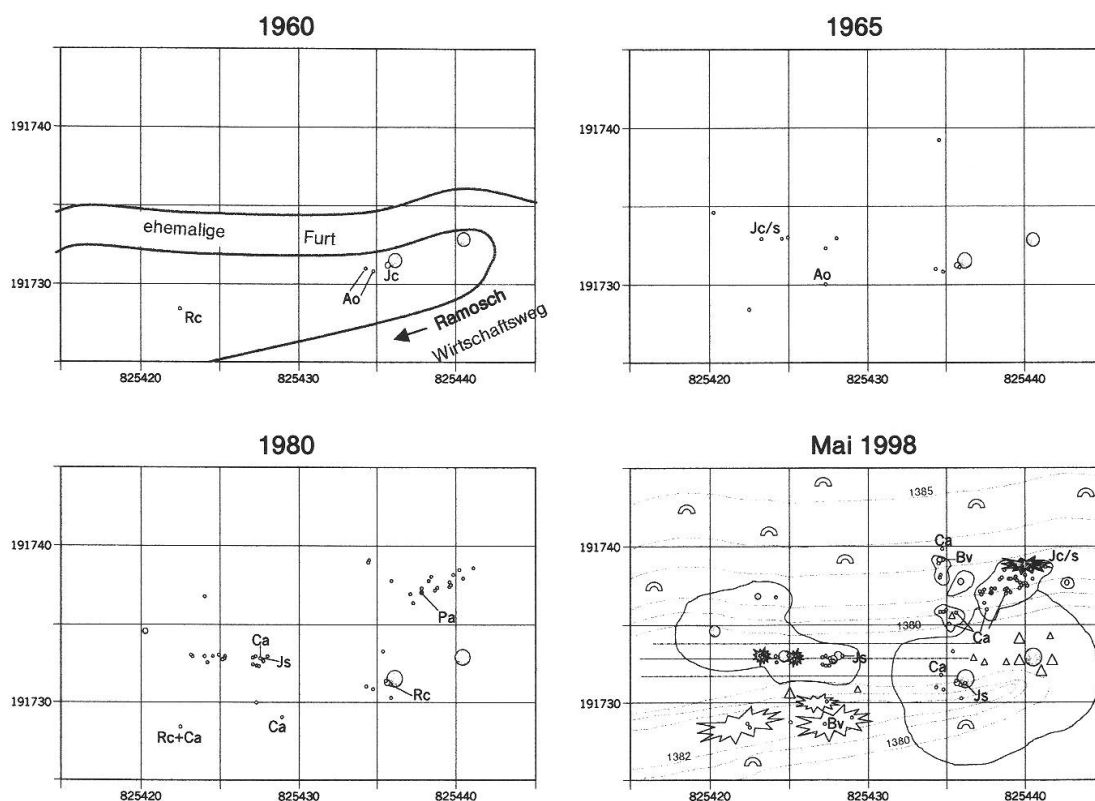 1960
191740
ehemalige Furt
Ao
Jc
191730
Rc
Ramosch
Wirtschaftsweg
825420 825430 825440
1965
191740
Jc/s
Ao
191730
825420 825430 825440
1980
191740
Pa
Ca
Js
Rc
191730
Rc+Ca
Ca
825420 825430 825440
Mai 1998
1385
191740
Ca
Bv
Jc/s
1380
Ca
Js
Ca
Js
191730
Bv
1382
1380
825420 825430 825440